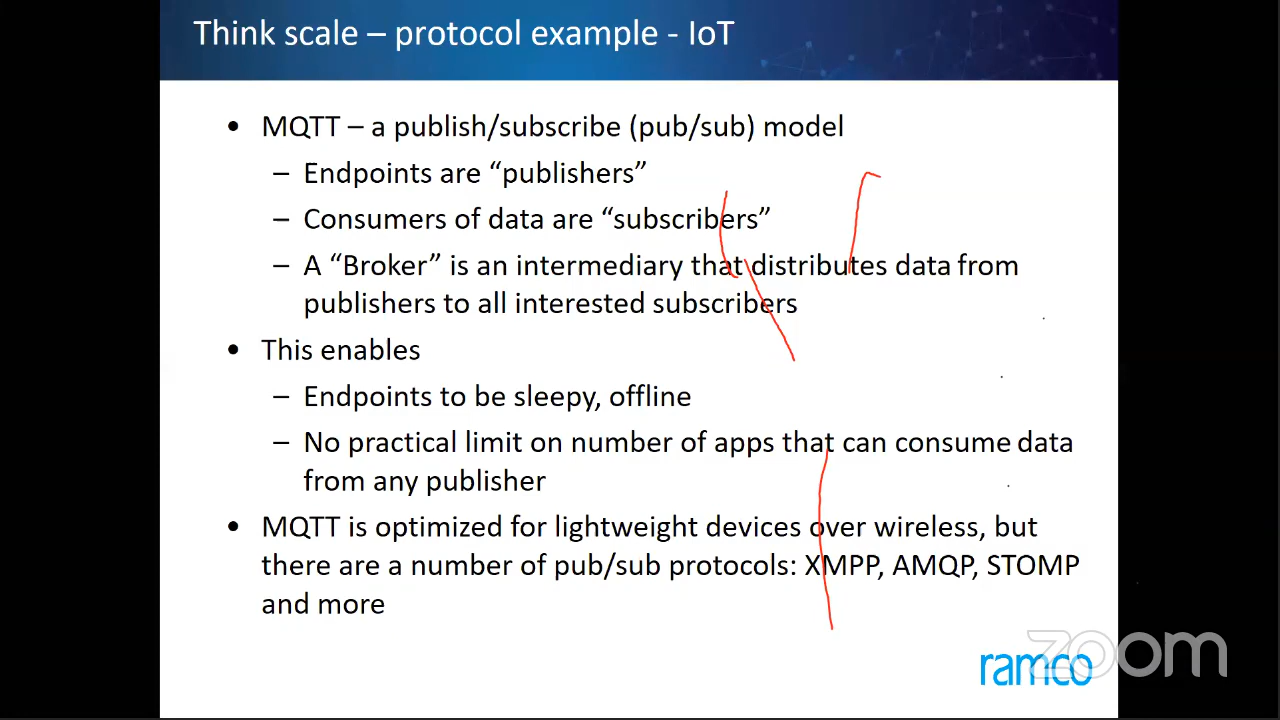 Think scale – protocol example - IoT
• MQTT – a publish/subscribe (pub/sub) model
– Endpoints are “publishers”
– Consumers of data are “subscribers”
– A “Broker” is an intermediary that distributes data from
publishers to all interested subscribers
• This enables
– Endpoints to be sleepy, offline
– No practical limit on number of apps that can consume data
from any publisher
• MQTT is optimized for lightweight devices over wireless, but
there are a number of pub/sub protocols: XMPP, AMQP, STOMP
and more
zoom
ramco